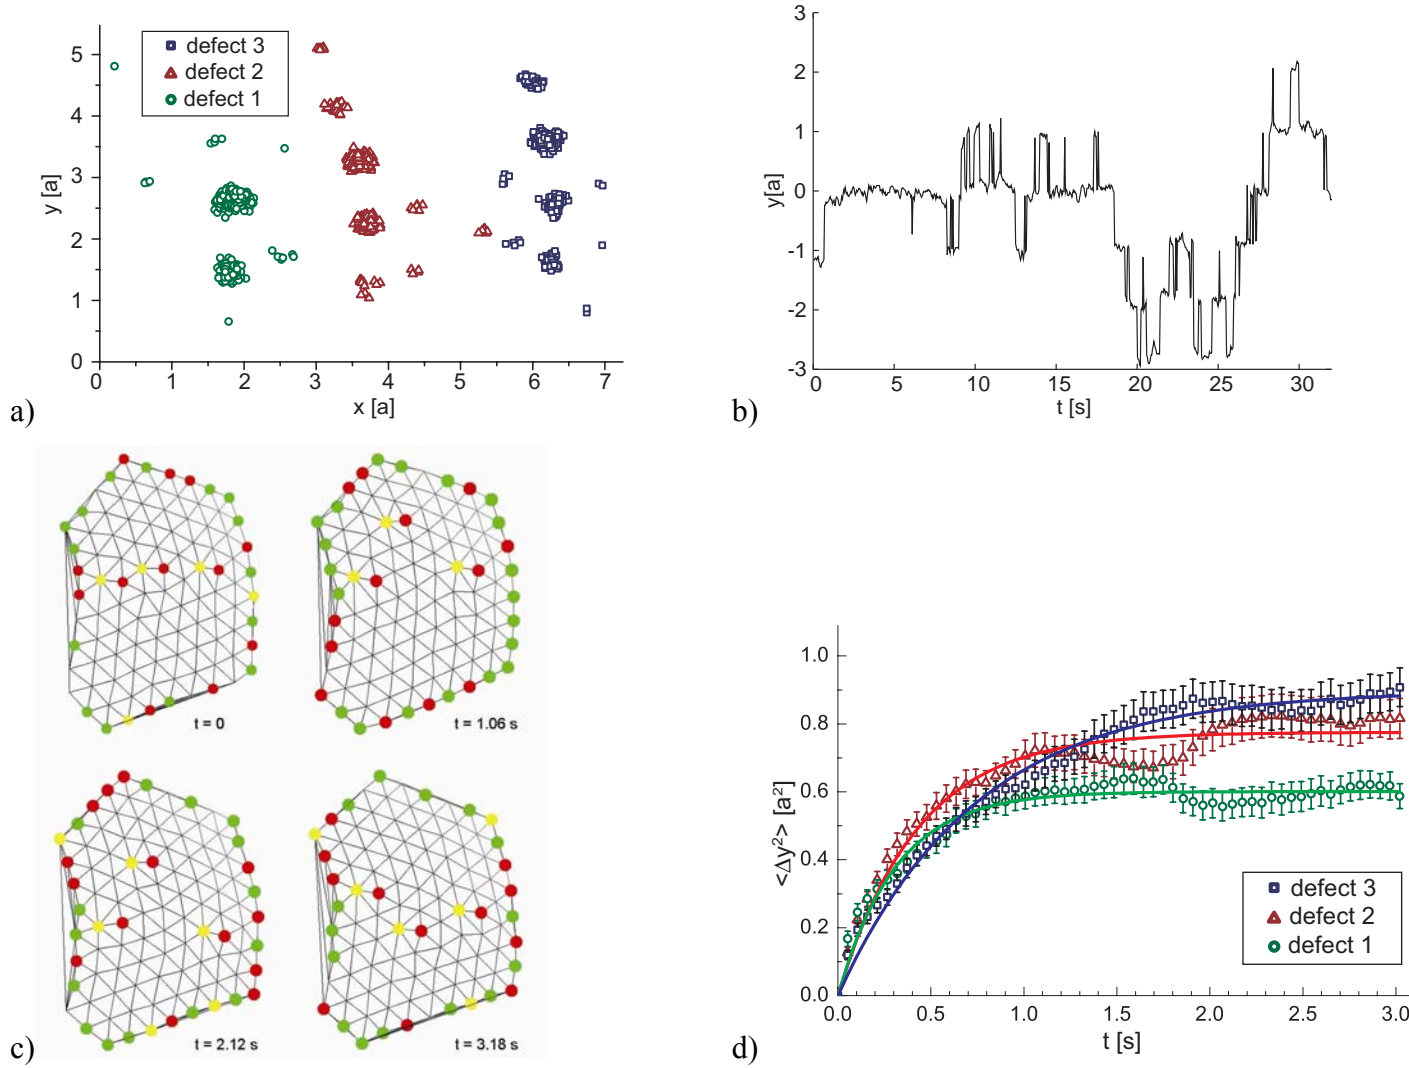 defect 3
defect 2
defect 1
5
4
3
2
1
0
y [a]
0 1 2 3 4 5 6 7
x [a]
a)
3
2
1
0
-1
-2
-3
y[a]
0 5 10 15 20 25 30
t [s]
b)
t = 0
t = 1.06 s
t = 2.12 s
t = 3.18 s
c)
1.0
0.8
0.6
0.4
0.2
0.0
<Δy²> [a²]
defect 3
defect 2
defect 1
0.0 0.5 1.0 1.5 2.0 2.5 3.0
t [s]
d)